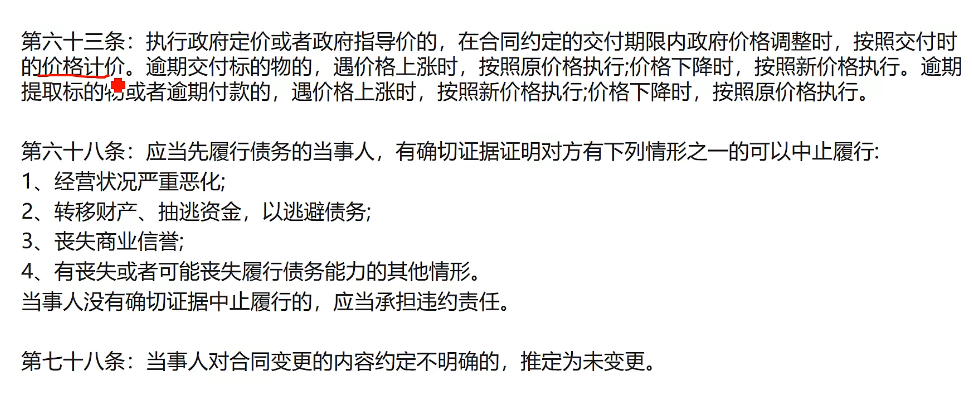 第六十三条：执行政府定价或者政府指导价的，在合同约定的交付期限内政府价格调整时，按照交付时
的价格计价。逾期交付标的物的，遇价格上涨时，按照原价格执行;价格下降时，按照新价格执行。逾期
提取标的物或者逾期付款的，遇价格上涨时，按照新价格执行;价格下降时，按照原价格执行。
第六十八条：应当先履行债务的当事人，有确切证据证明对方有下列情形之一的可以中止履行:
1、经营状况严重恶化;
2、转移财产、抽逃资金，以逃避债务;
3、丧失商业信誉;
4、有丧失或者可能丧失履行债务能力的其他情形。
当事人没有确切证据中止履行的，应当承担违约责任。
第七十八条：当事人对合同变更的内容约定不明确的，推定为未变更。